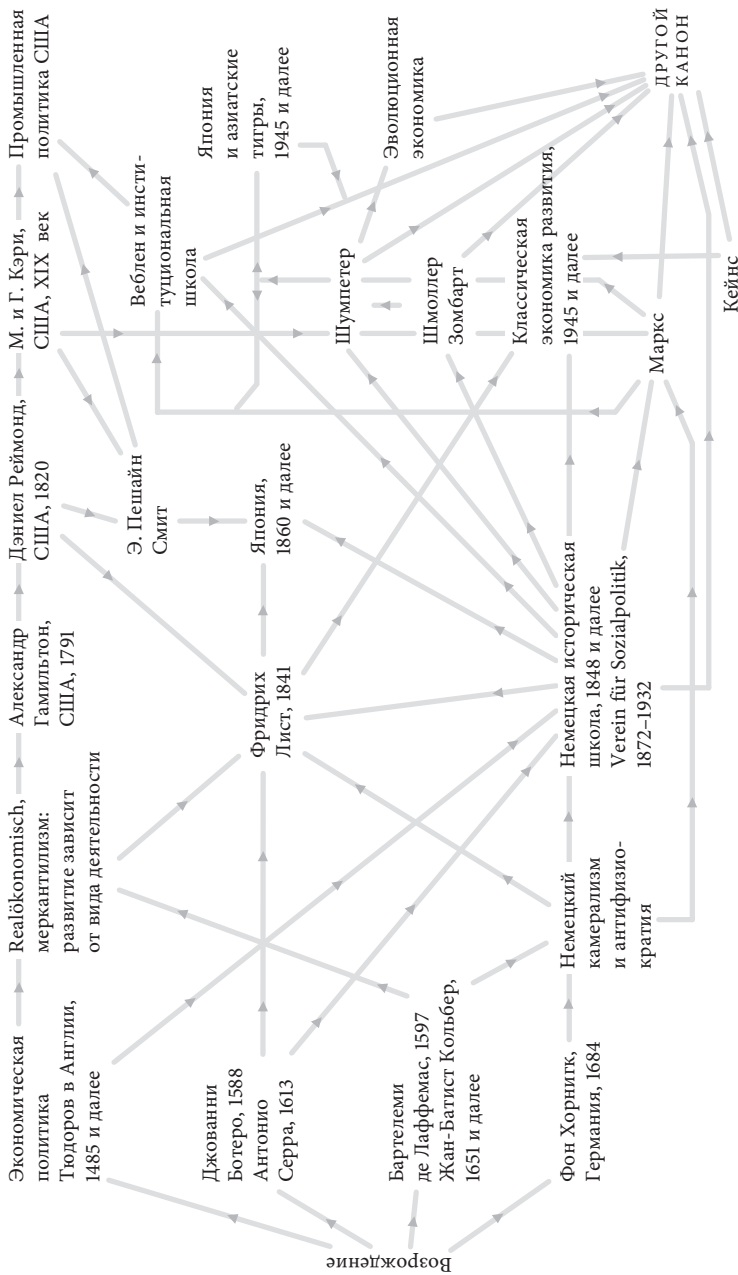 Возрождение
Экономическая
политика
Тюдоров в Англии,
1485 и далее
Джованни
Ботеро, 1588
Антонио
Серра, 1613
Бартелеми
де Лаффемас, 1597
Жан-Батист Кольбер,
1651 и далее
Фон Хорнигк,
Германия, 1684
Realökonomisch,
меркантилизм:
развитие зависит
от вида деятельности
Немецкий
камерализм
и антифизио-
кратия
Александр
Гамильтон,
США, 1791
Фридрих
Лист, 1841
Немецкая историческая
школа, 1848 и далее
Verein für Sozialpolitik,
1872–1932
Дэниел Реймонд,
США, 1820
Э. Пешайн
Смит
Япония,
1860 и далее
М. и Г. Кэри,
США, XIX век
Веблен и инсти-
туциональная
школа
Шумпетер
Шмоллер
Зомбарт
Классическая
экономика развития,
1945 и далее
Маркс
Кейнс
Промышленная
политика США
Япония
и азиатские
тигры,
1945 и далее
Эволюционная
экономика
ДРУГОЙ
КАНОН